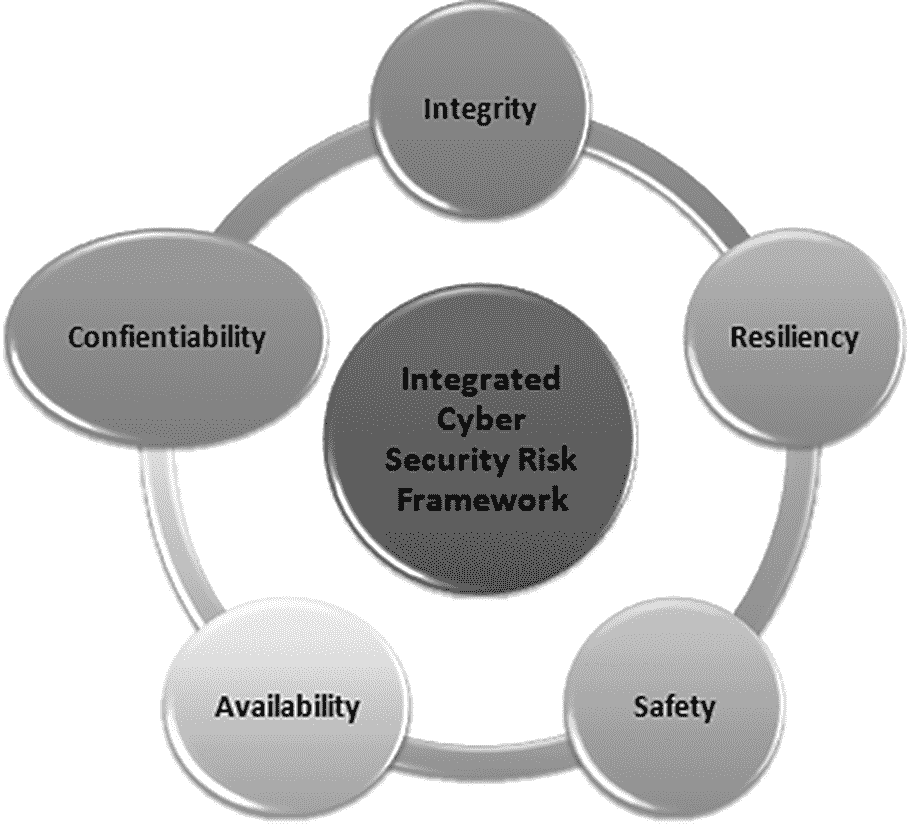 Integrity
Confientiability
Resiliency
Integrated
Cyber
Security Risk
Framework
Availability
Safety